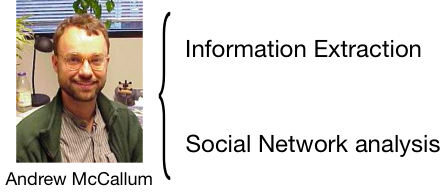 Information Extraction
Social Network analysis
Andrew McCallum